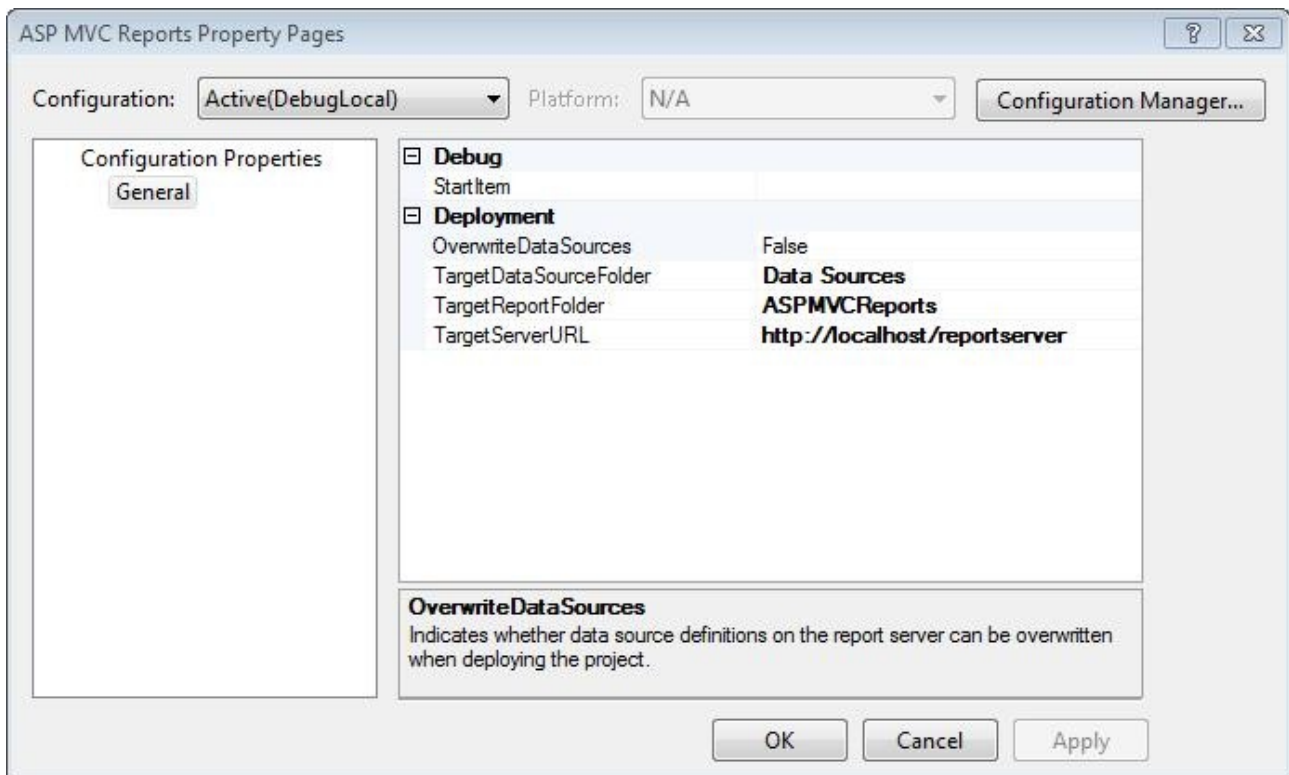 ASP MVC Reports Property Pages
Configuration: Active(DebugLocal) Platform: N/A Configuration Manager...
Configuration Properties
General
Debug
StartItem
Deployment
OverwriteDataSources False
TargetDataSourceFolder Data Sources
TargetReportFolder ASPMVCReports
TargetServerURL http://localhost/reportserver
OverwriteDataSources
Indicates whether data source definitions on the report server can be overwritten
when deploying the project.
OK Cancel Apply